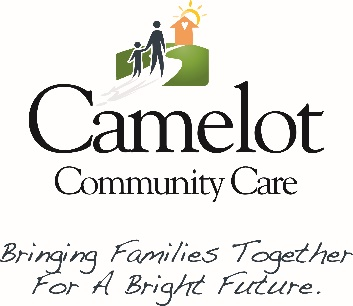 Camelot
Community Care
Bringing Families Together
For A Bright Future.